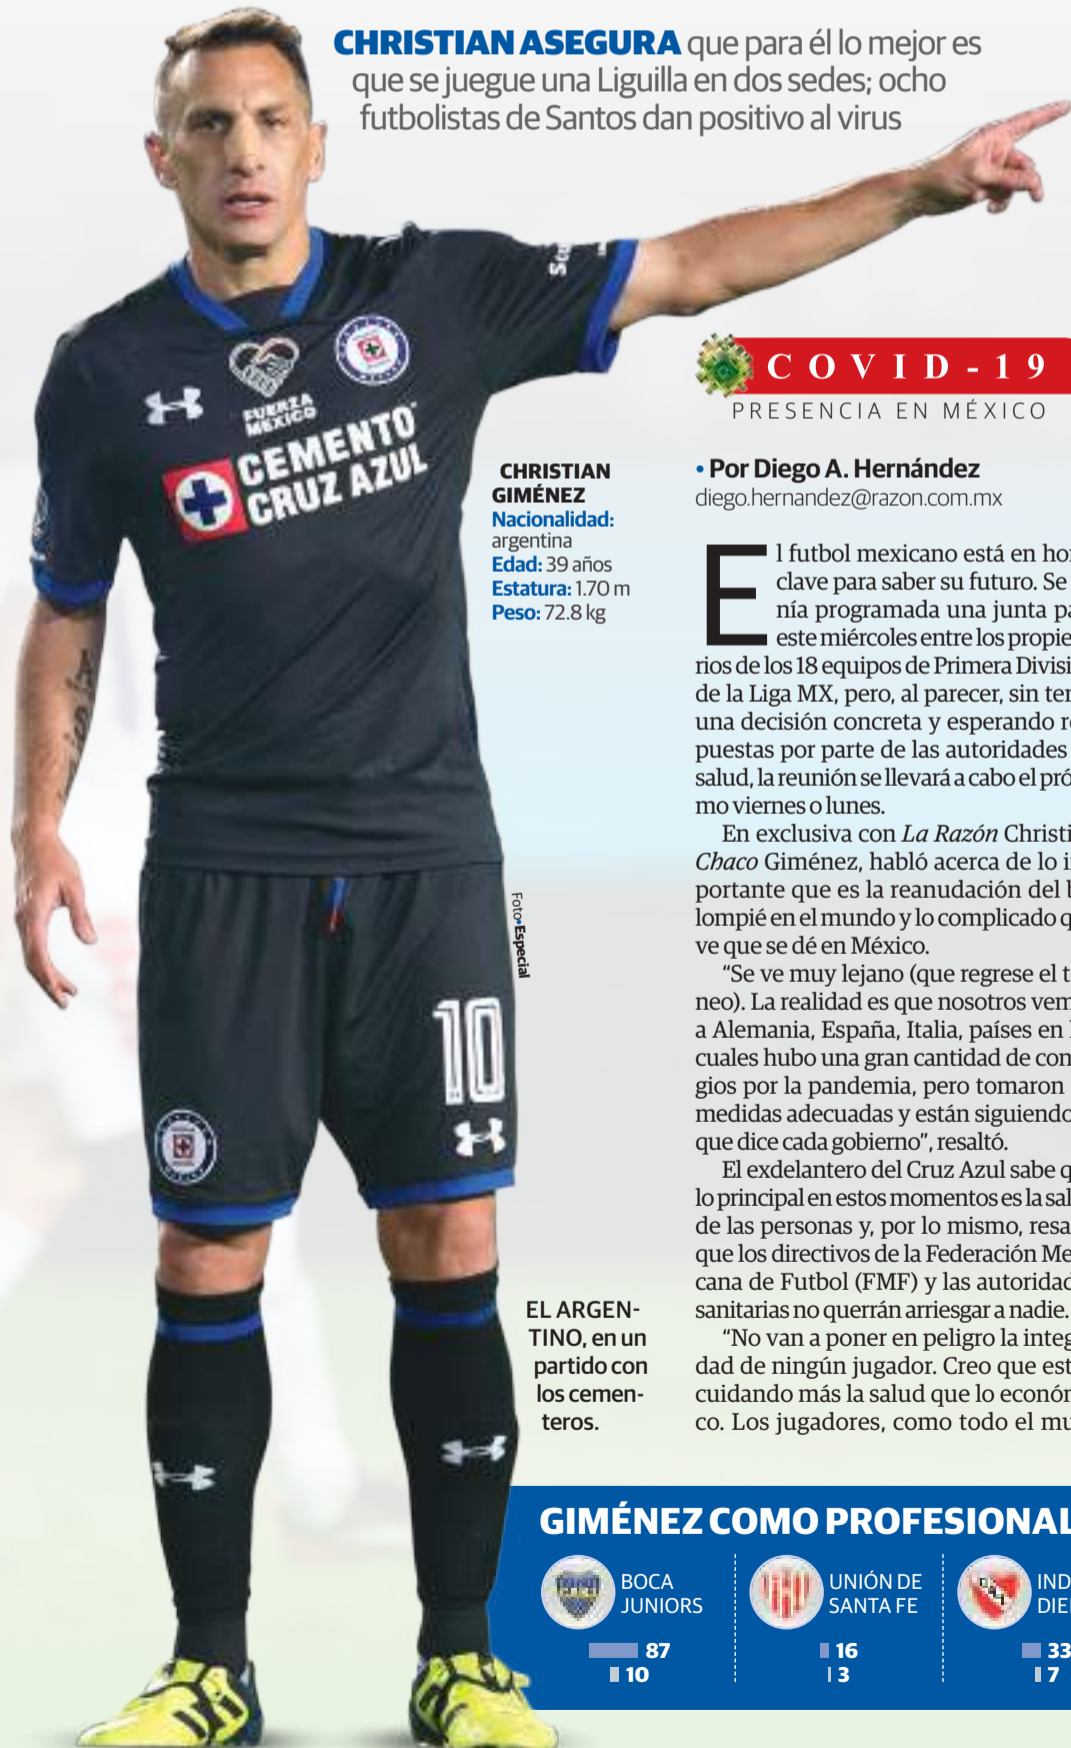 CHRISTIAN ASEGURA que para él lo mejor es
que se juegue una Liguilla en dos sedes; ocho
futbolistas de Santos dan positivo al virus
FUERZA
MÉXICO
CEMENTO
CRUZ AZUL
COVID-19
PRESENCIA EN MÉXICO
CHRISTIAN
GIMÉNEZ
Nacionalidad:
argentina
Edad: 39 años
Estatura: 1.70 m
Peso: 72.8 kg
• Por Diego A. Hernández
diego.hernandez@razon.com.mx
El futbol mexicano está en hor
clave para saber su futuro. Se
nía programada una junta pa
este miércoles entre los propie
rios de los 18 equipos de Primera Divisi
de la Liga MX, pero, al parecer, sin ten
una decisión concreta y esperando re
puestas por parte de las autoridades
salud, la reunión se llevará a cabo el pró
mo viernes o lunes.
En exclusiva con La Razón Christi
Chaco Giménez, habló acerca de lo i
portante que es la reanudación del b
lompié en el mundo y lo complicado q
ve que se dé en México.
“Se ve muy lejano (que regrese el t
neo). La realidad es que nosotros vem
a Alemania, España, Italia, países en l
cuales hubo una gran cantidad de con
gios por la pandemia, pero tomaron
medidas adecuadas y están siguiendo
que dice cada gobierno”, resaltó.
El exdelantero del Cruz Azul sabe q
lo principal en estos momentos es la sal
de las personas y, por lo mismo, resa
que los directivos de la Federación Me
cana de Futbol (FMF) y las autoridad
sanitarias no querrán arriesgar a nadie.
“No van a poner en peligro la integ
dad de ningún jugador. Creo que est
cuidando más la salud que lo económ
co. Los jugadores, como todo el mu
Foto•Especial
10
EL ARGEN-
TINO, en un
partido con
los cemen-
teros.
GIMÉNEZ COMO PROFESIONAL
BOCA
JUNIORS
87
10
UNIÓN DE
SANTA FE
16
3
IND
DIE
33
7